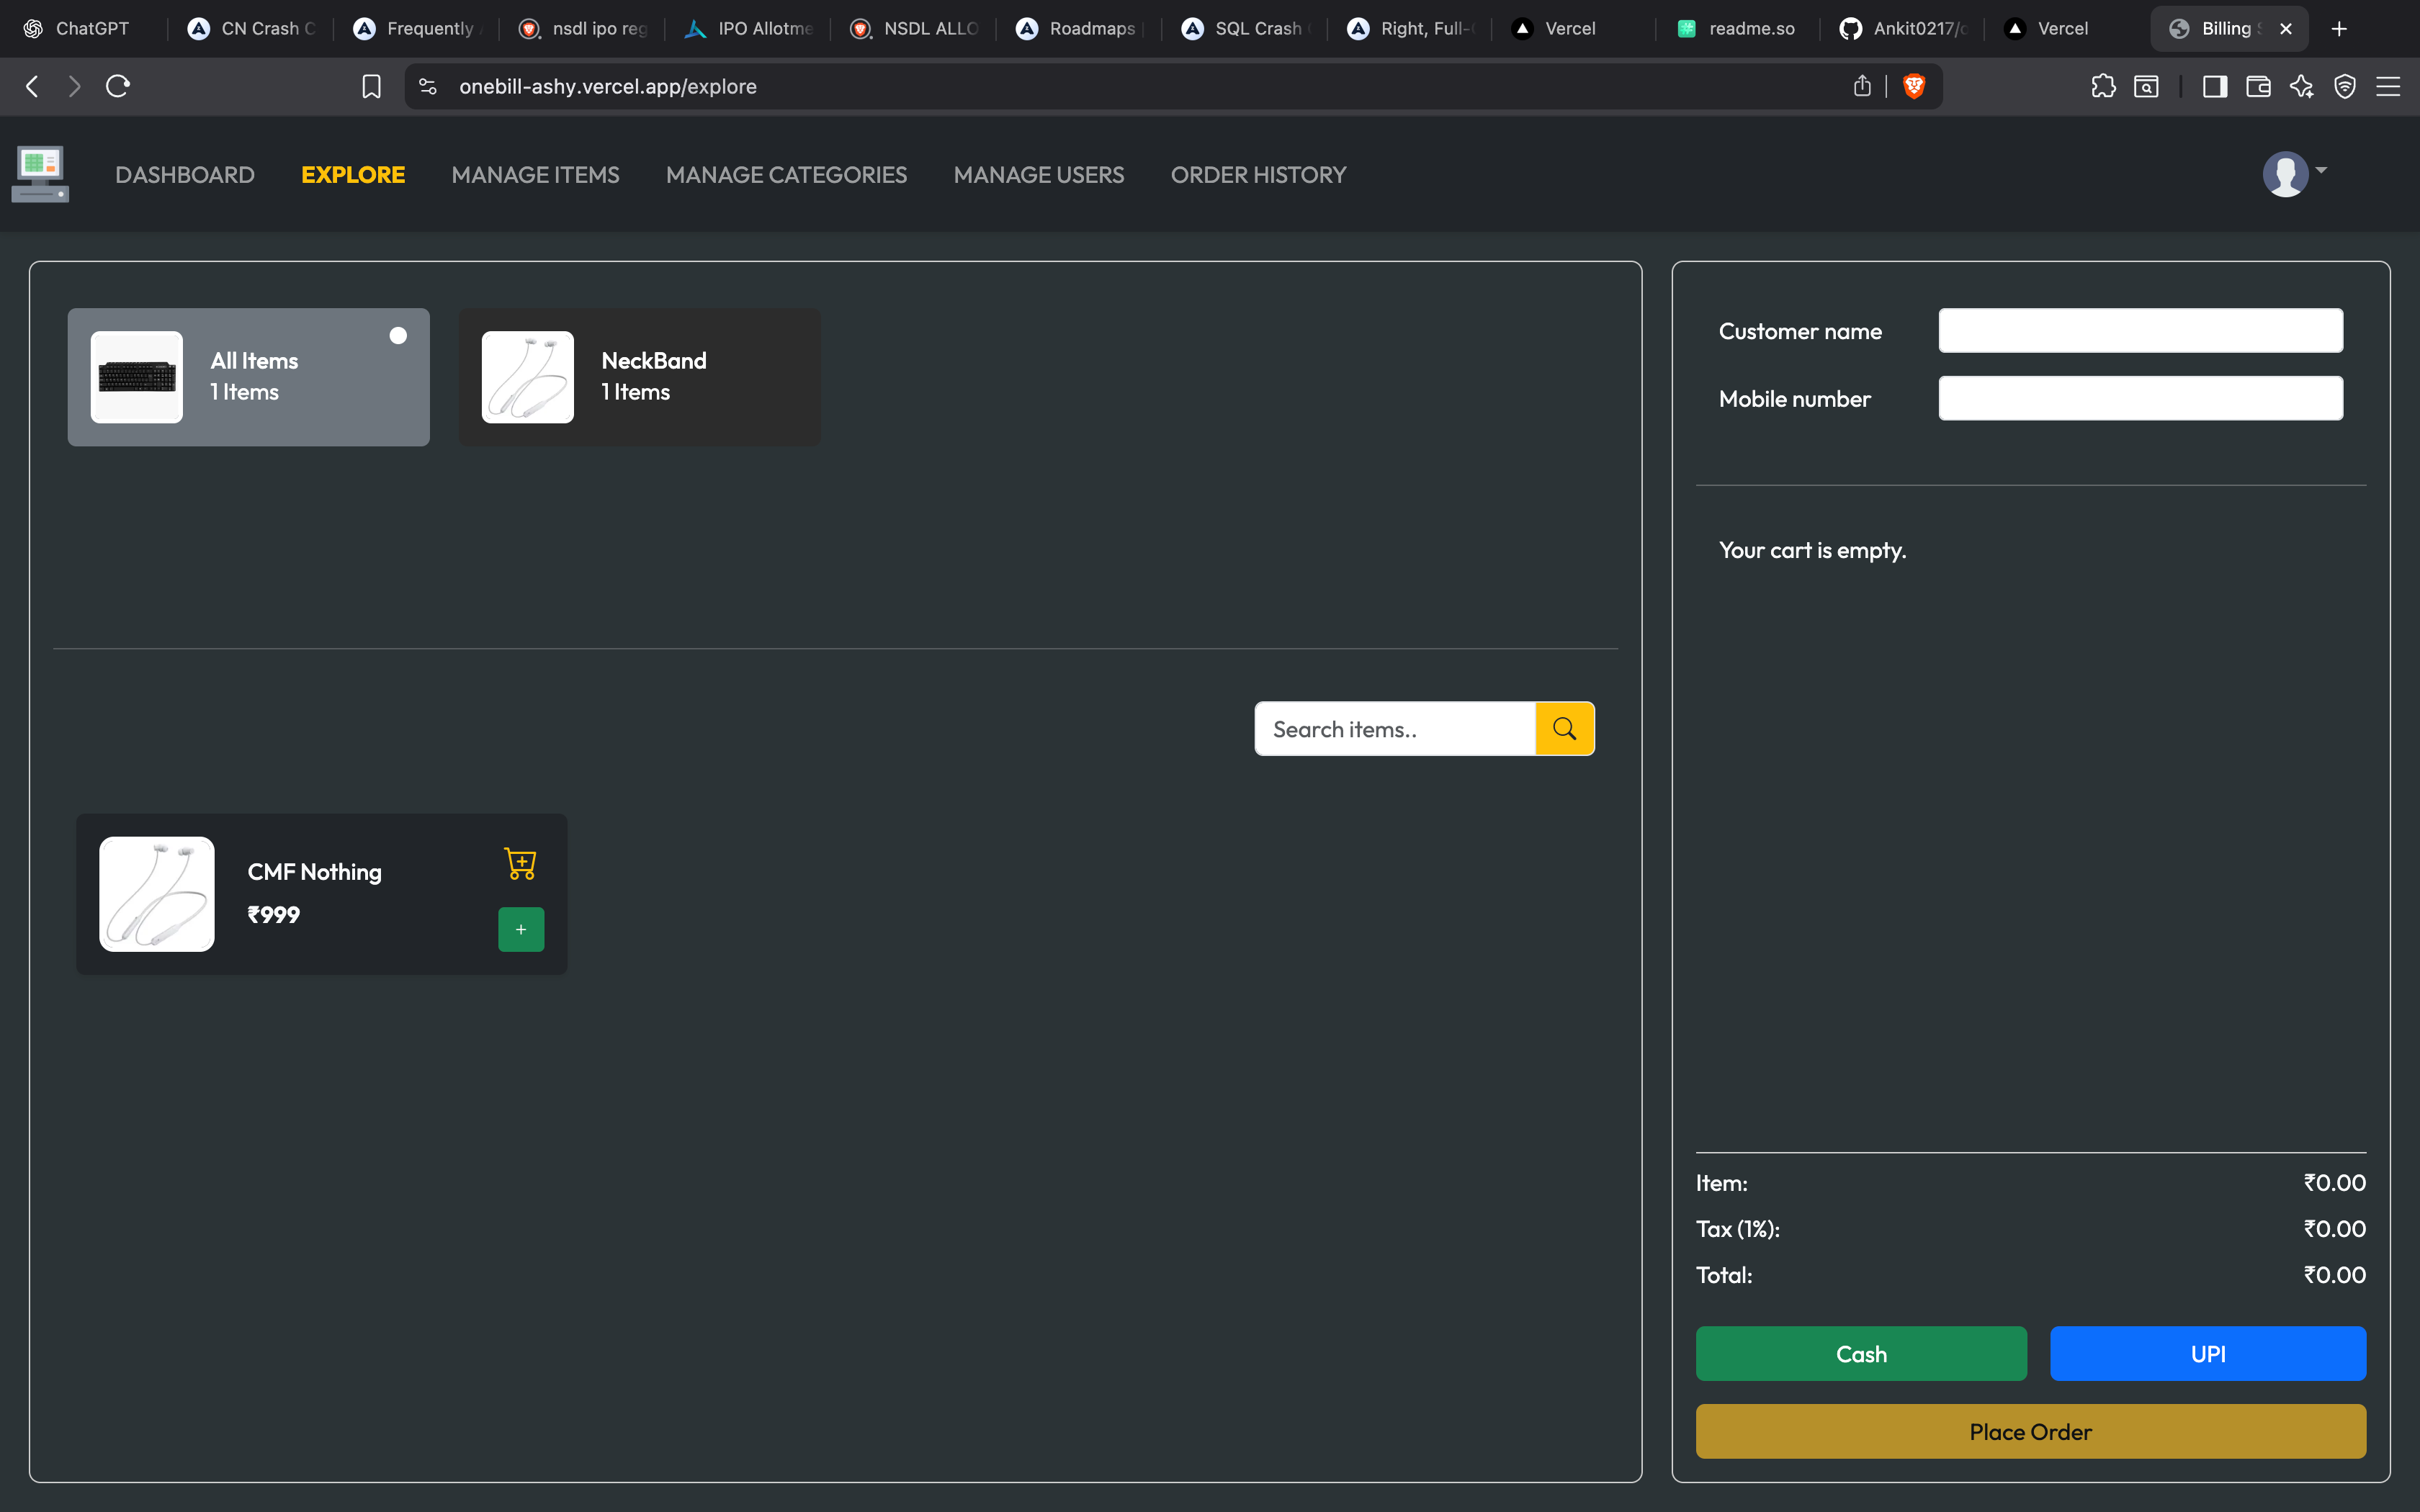 ChatGPT
CN Crash C
Frequently
nsdl ipo reg
IPO Allotme
NSDL ALLO
Roadmaps
SQL Crash
Right, Full-
Vercel
readme.so
Ankit0217/o
Vercel
Billing
onebill-ashy.vercel.app/explore
DASHBOARD
EXPLORE
MANAGE ITEMS
MANAGE CATEGORIES
MANAGE USERS
ORDER HISTORY
All Items
1 Items
NeckBand
1 Items
Search items..
CMF Nothing
₹999
+
Customer name
Mobile number
Your cart is empty.
Item: ₹0.00
Tax (1%): ₹0.00
Total: ₹0.00
Cash
UPI
Place Order